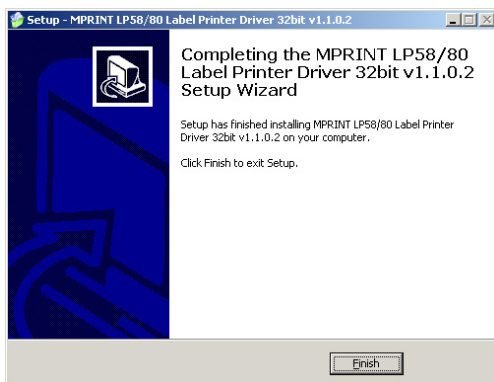 Setup - MPRINT LP58/80 Label Printer Driver 32bit v1.1.0.2
Completing the MPRINT LP58/80
Label Printer Driver 32bit v1.1.0.2
Setup Wizard
Setup has finished installing MPRINT LP58/80 Label Printer
Driver 32bit v1.1.0.2 on your computer.
Click Finish to exit Setup.
Finish